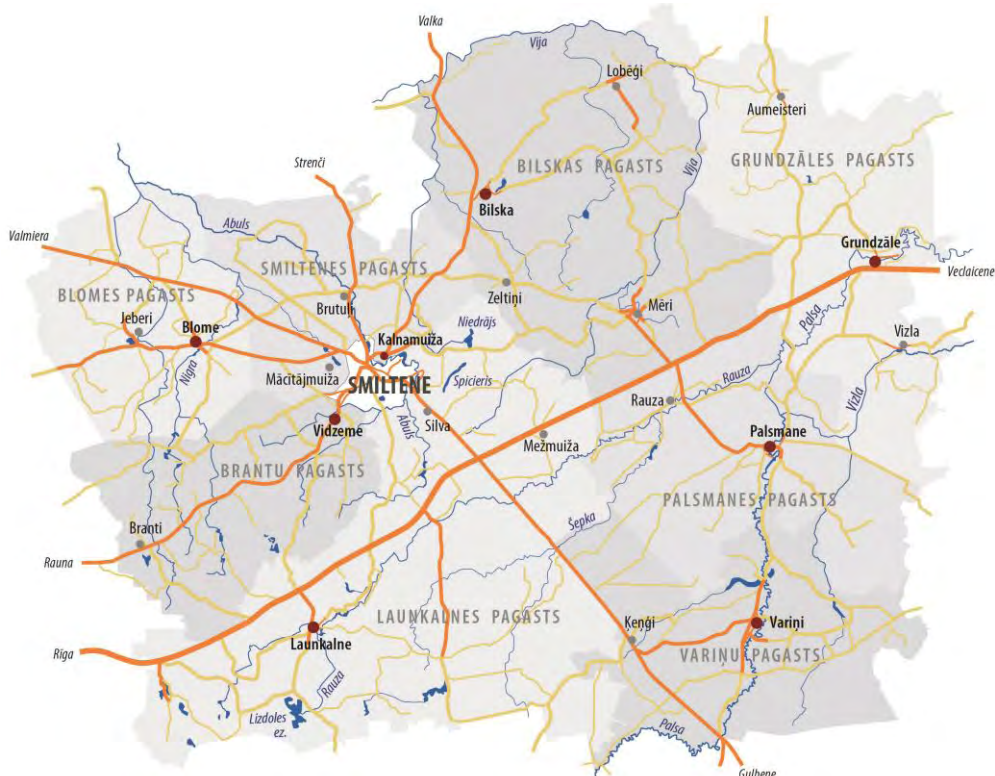 Valka
Vija
Lobēģi
Aumeisteri
Strenči
BILSKAS PAGASTS
GRUNDZĀLES PAGASTS
Vija
Bilska
Abuls
Valmiera
Grundzāle
SMILTENES PAGASTS
Veclaicene
BLOMES PAGASTS
Zeltiņi
Brutuļi
Mēri
Palsa
Jeberi
Blome
Niedrājs
Kalnamuiža
Vizla
Nigra
Mācītājmuiža
SMILTENE
Spicieris
Rauza
Vizla
Rauza
Silva
Vidzeme
Abuls
Mežmuiža
Palsmane
BRANTU PAGASTS
PALSMANES PAGASTS
Šepka
Branti
Rauna
LAUNKALNES PAGASTS
Ķenģi
Variņi
Launkalne
Rīga
VARIŅU PAGASTS
Rauza
Lizdoles
ez.
Palsa
Gulbene